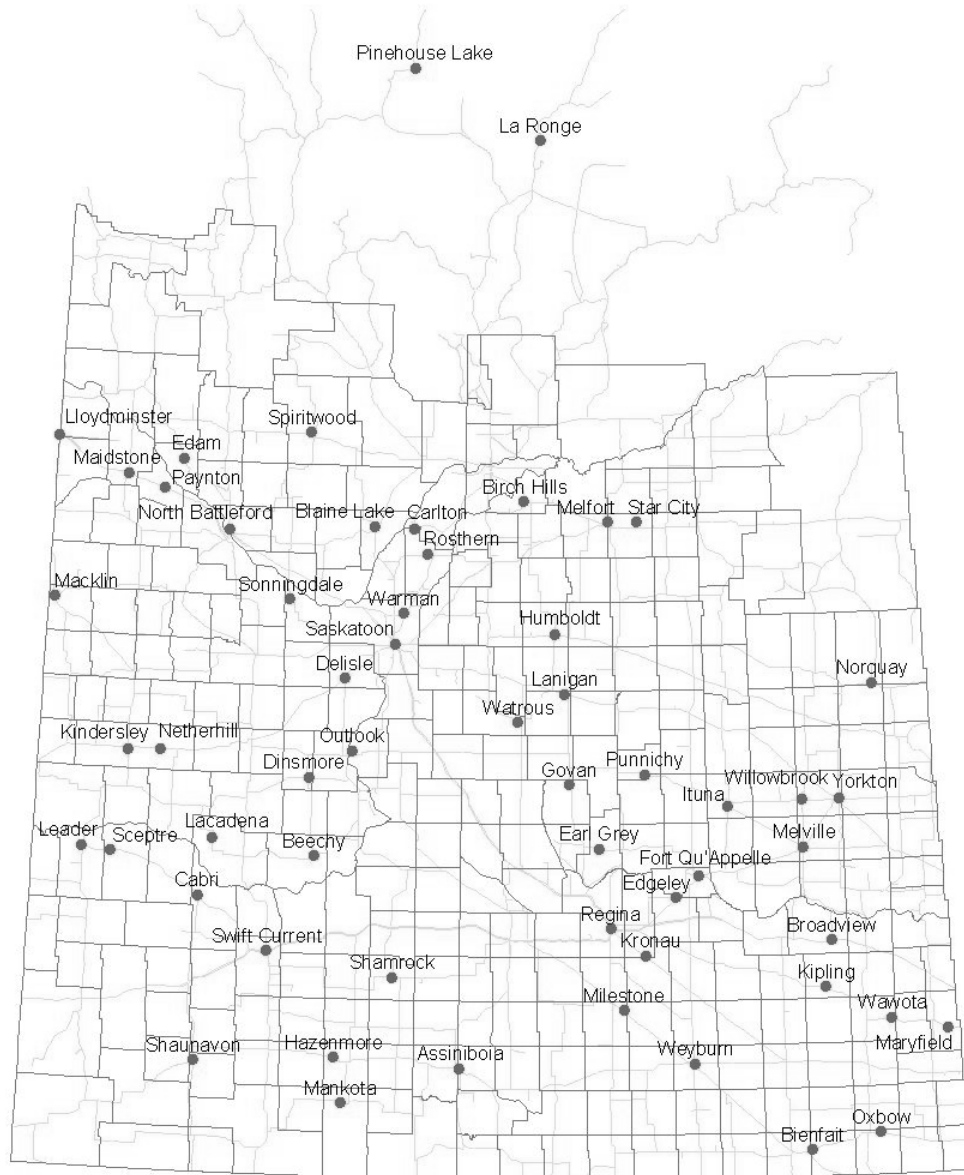 Pinehouse Lake
La Ronge
Lloydminster
Spiritwood
Edam
Maidstone
Paynton
Birch Hills
North Battleford
Blaine Lake
Carlton
Melfort
Star City
Rosthern
Macklin
Sonningdale
Warman
Humboldt
Saskatoon
Delisle
Norquay
Lanigan
Watrous
Kindersley
Netherhill
Outlook
Dinsmore
Punnichy
Govan
Willowbrook
Yorkton
Ituna
Leader
Sceptre
Lacadena
Beechy
Earl Grey
Melville
Fort Qu'Appelle
Cabri
Edgeley
Regina
Broadview
Swift Current
Kronau
Shamrock
Kipling
Milestone
Wawota
Maryfield
Shaunavon
Hazenmore
Assiniboia
Weyburn
Mankota
Oxbow
Bienfait